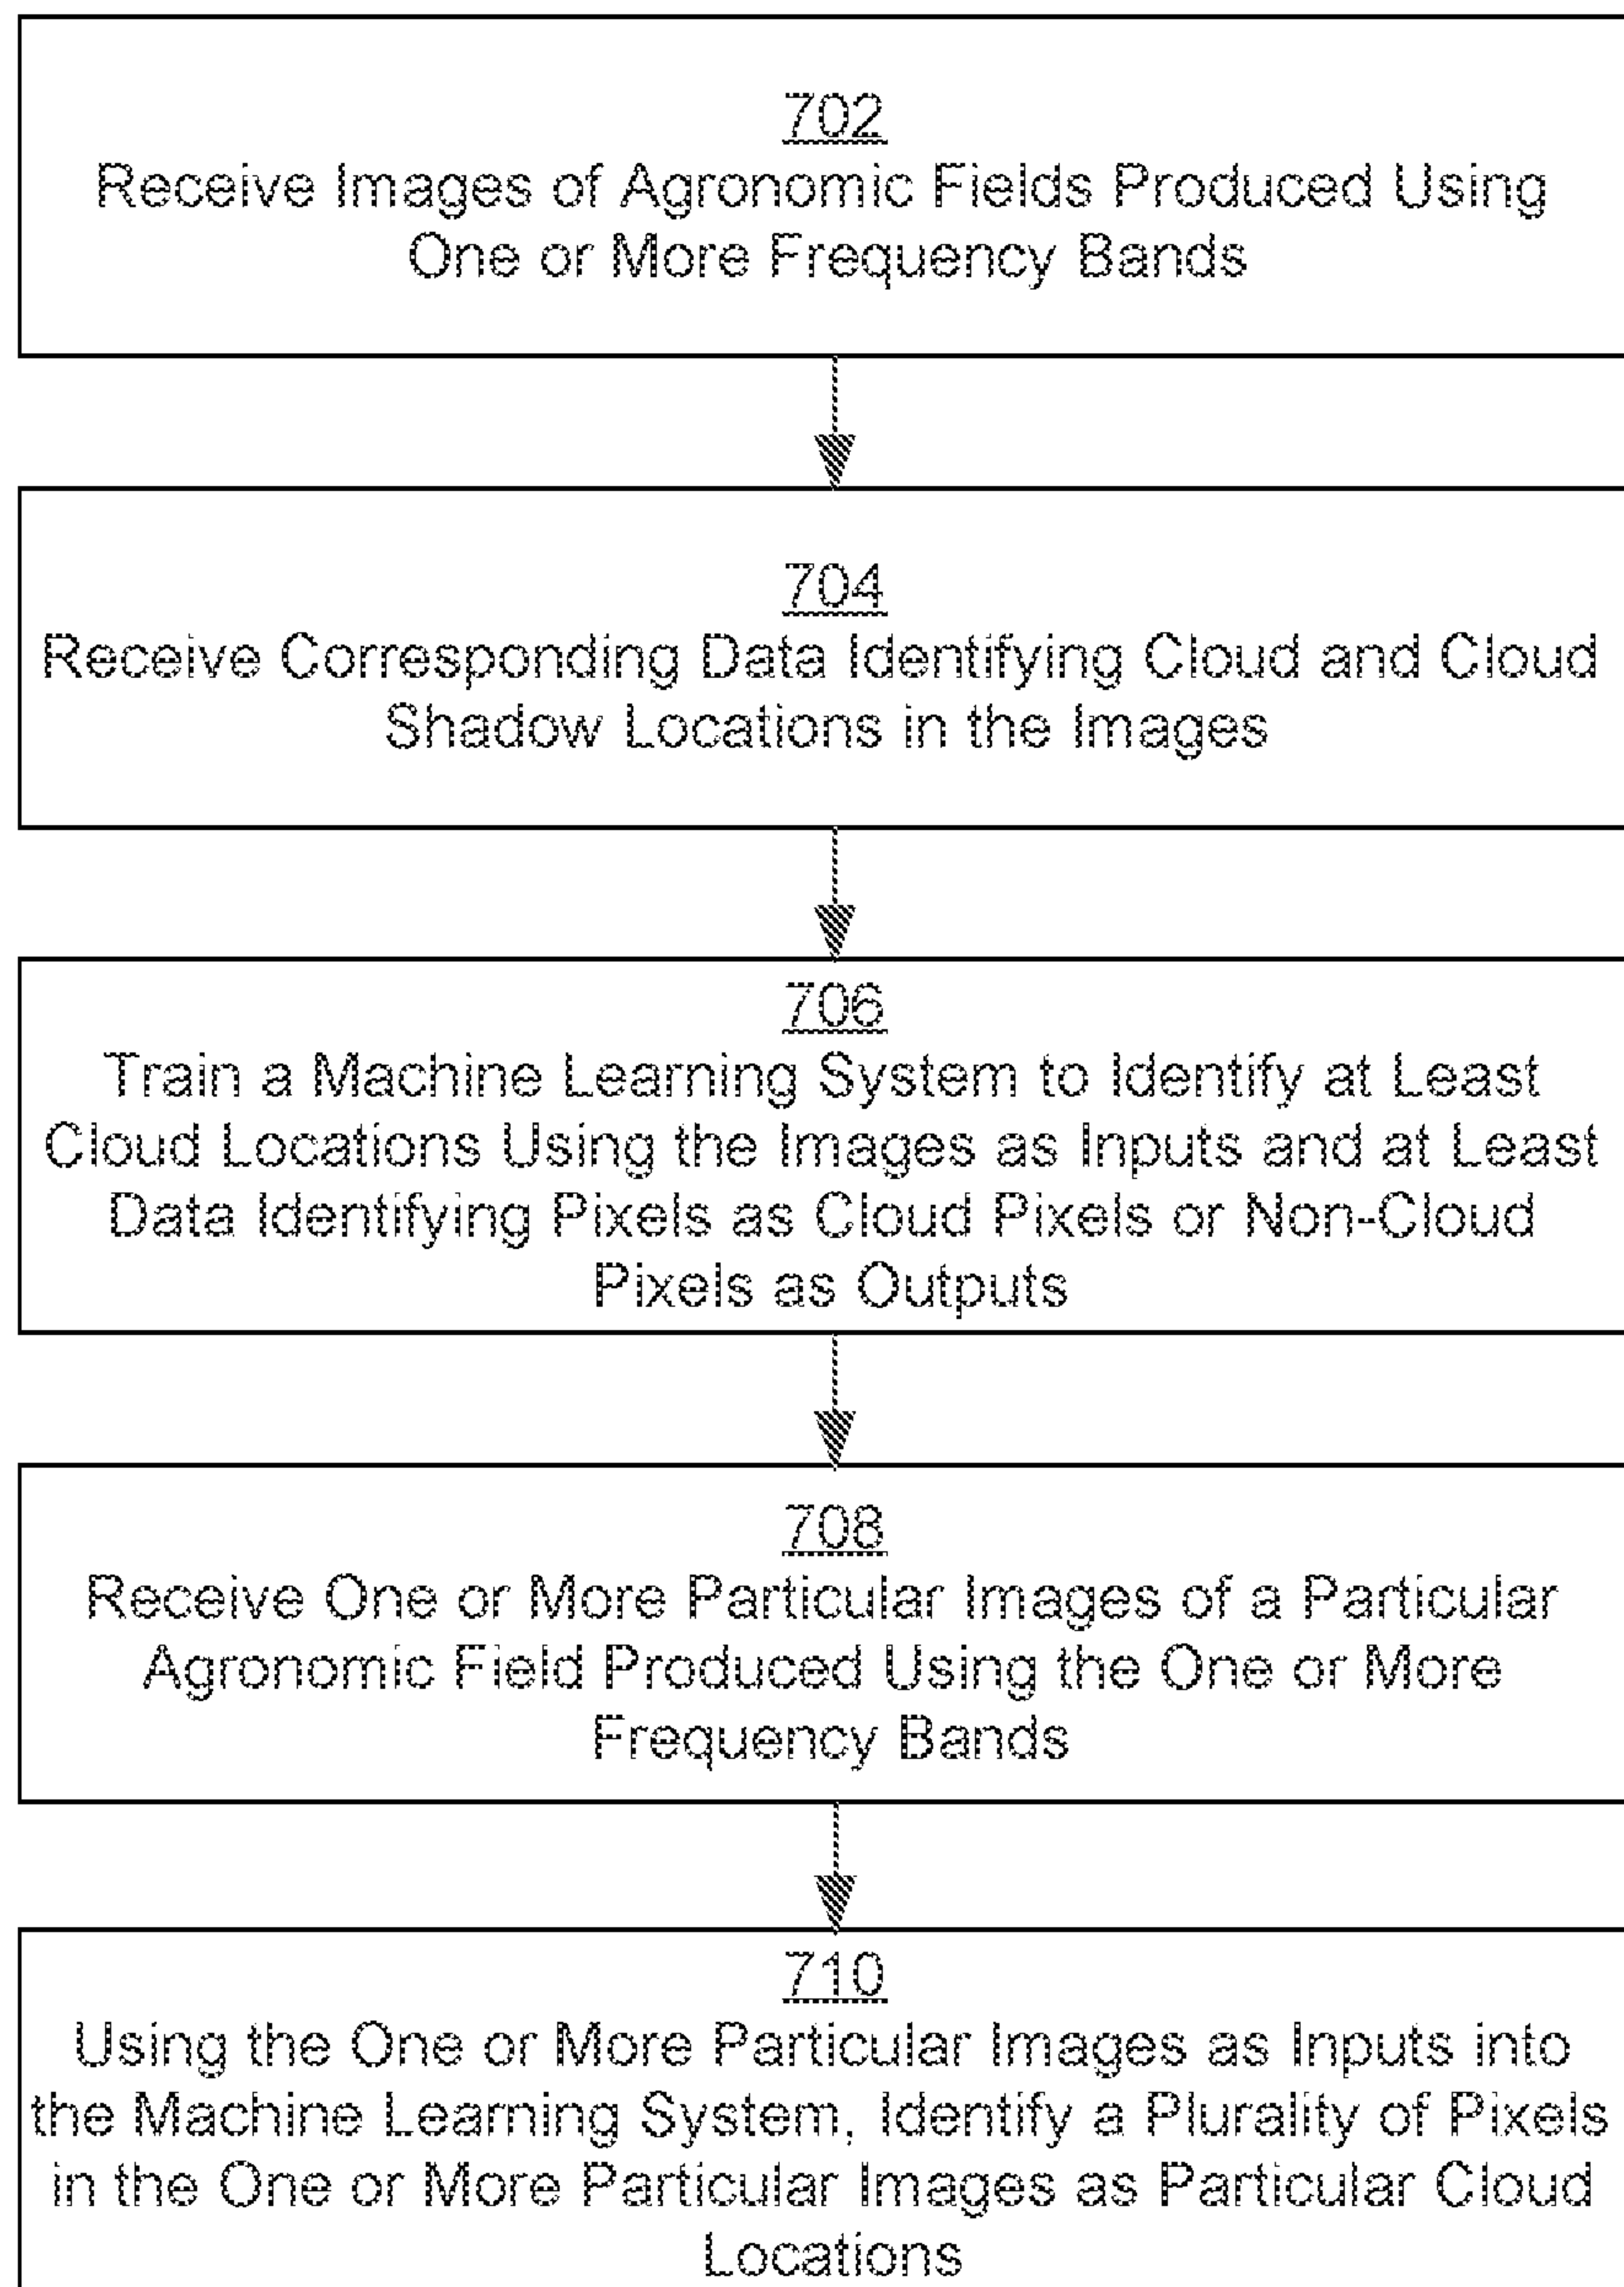 702
Receive Images of Agronomic Fields Produced Using
One or More Frequency Bands
704
Receive Corresponding Data Identifying Cloud and Cloud
Shadow Locations in the Images
706
Train a Machine Learning System to Identify at Least
Cloud Locations Using the Images as Inputs and at Least
Data Identifying Pixels as Cloud Pixels or Non-Cloud
Pixels as Outputs
708
Receive One or More Particular Images of a Particular
Agronomic Field Produced Using the One or More
Frequency Bands
710
Using the One or More Particular Images as Inputs into
the Machine Learning System, Identify a Plurality of Pixels
in the One or More Particular Images as Particular Cloud
Locations